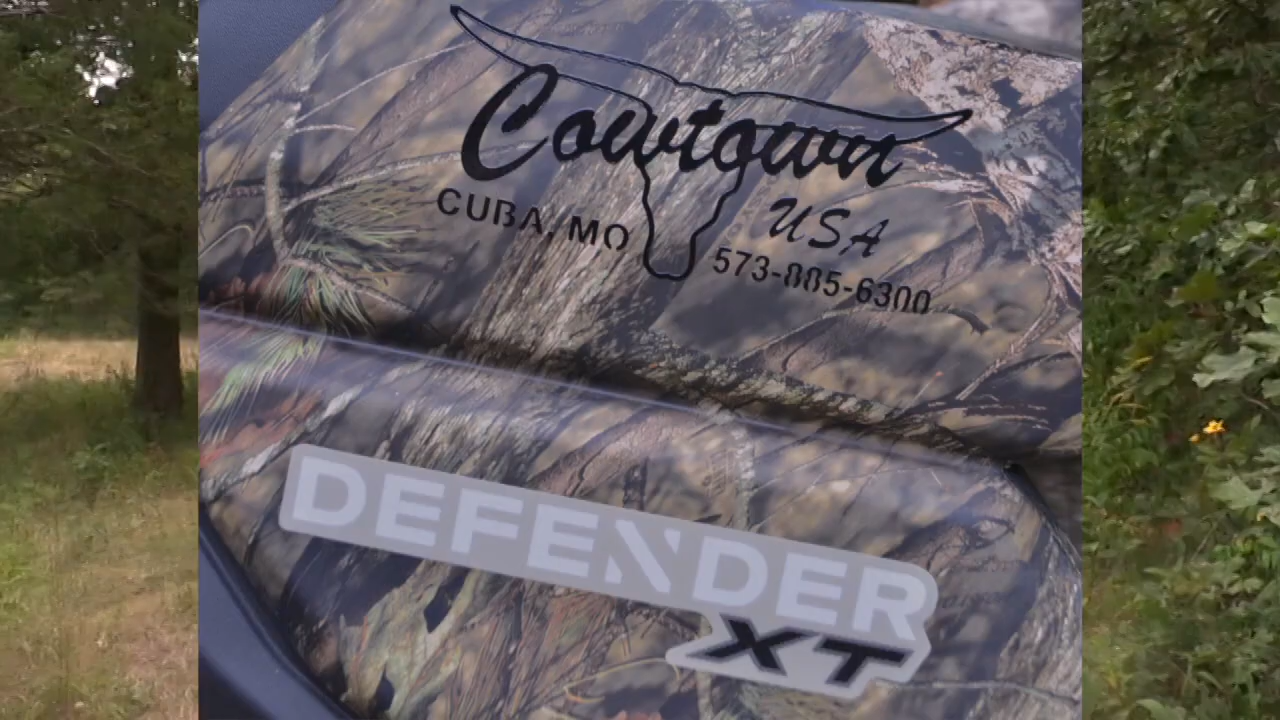 Cowtown
USA
CUBA, MO
573-885-6300
DEFENDER
XT